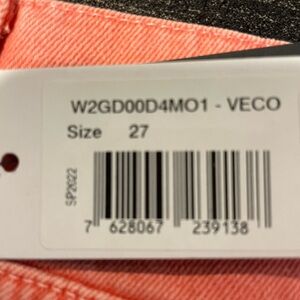 W2GD00D4MO1 - VECO
Size 27
SP2022
7 628067 239138